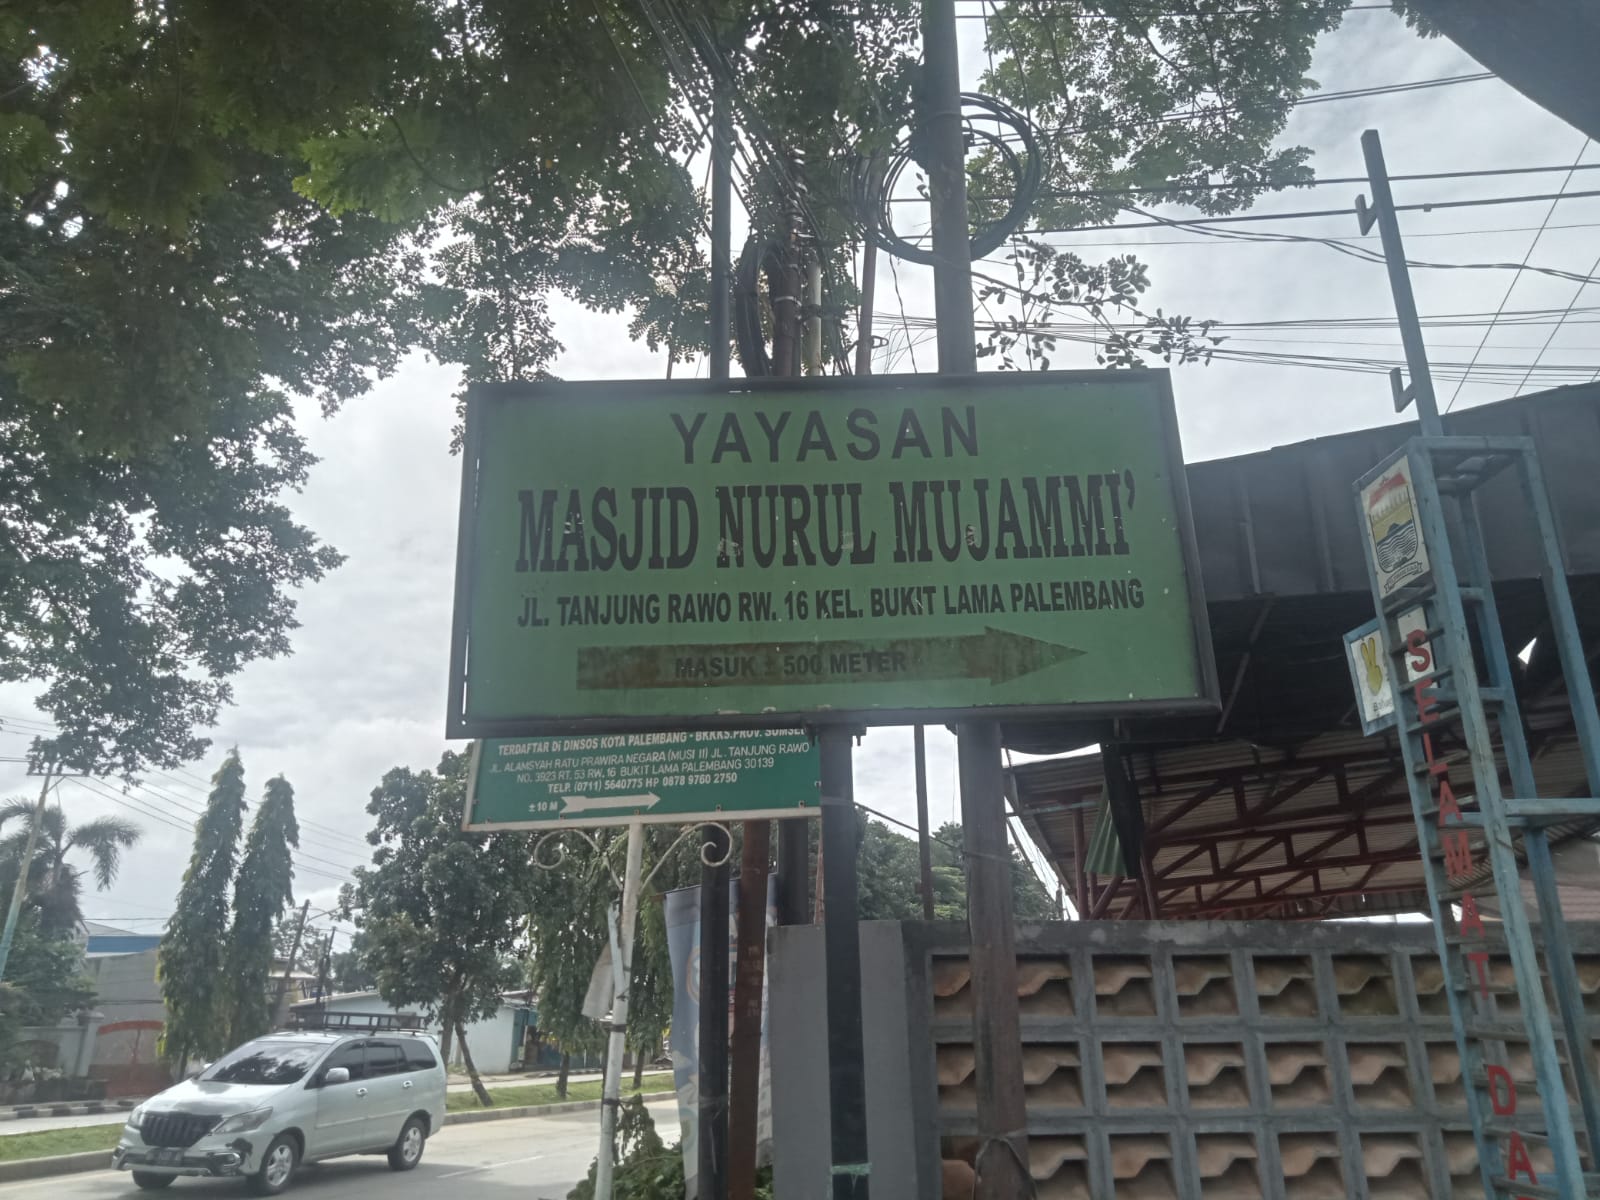 YAYASAN
MASJID NURUL MUJAMMI'
JL. TANJUNG RAWO RW. 16 KEL. BUKIT LAMA PALEMBANG
MASUK ± 500 METER
TERDAFTAR Di DINSOS KOTA PALEMBANG - BKKKS.PROV. SUMSEL
JL. ALAMSYAH RATU PRAWIRA NEGARA (MUSI II) JL. TANJUNG RAWO
NO. 3923 RT. 53 RW. 16 BUKIT LAMA PALEMBANG 30139
TELP. (0711) 5640775 HP 0878 9760 2750
± 10 M
SELAMAT DA